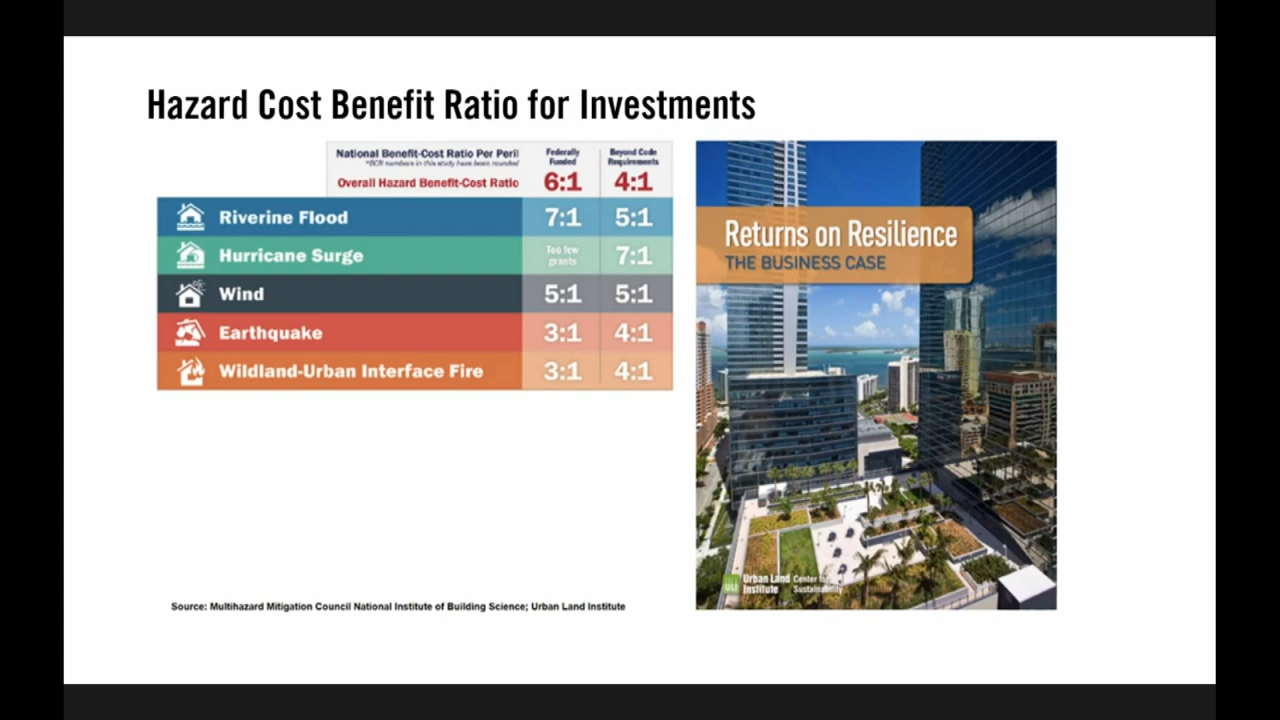 Hazard Cost Benefit Ratio for Investments
National Benefit-Cost Ratio Per Peril
*BCR numbers in this study have been rounded
Federally
Funded
Beyond Code
Requirements
Overall Hazard Benefit-Cost Ratio 6:1 4:1
Riverine Flood 7:1 5:1
Hurricane Surge Too few grants 7:1
Wind 5:1 5:1
Earthquake 3:1 4:1
Wildland-Urban Interface Fire 3:1 4:1
Returns on Resilience
THE BUSINESS CASE
ULI
Urban Land
Institute
Center for
Sustainability
Source: Multihazard Mitigation Council National Institute of Building Science; Urban Land Institute